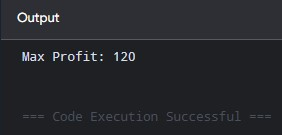 Output
Max Profit: 120
=== Code Execution Successful ===